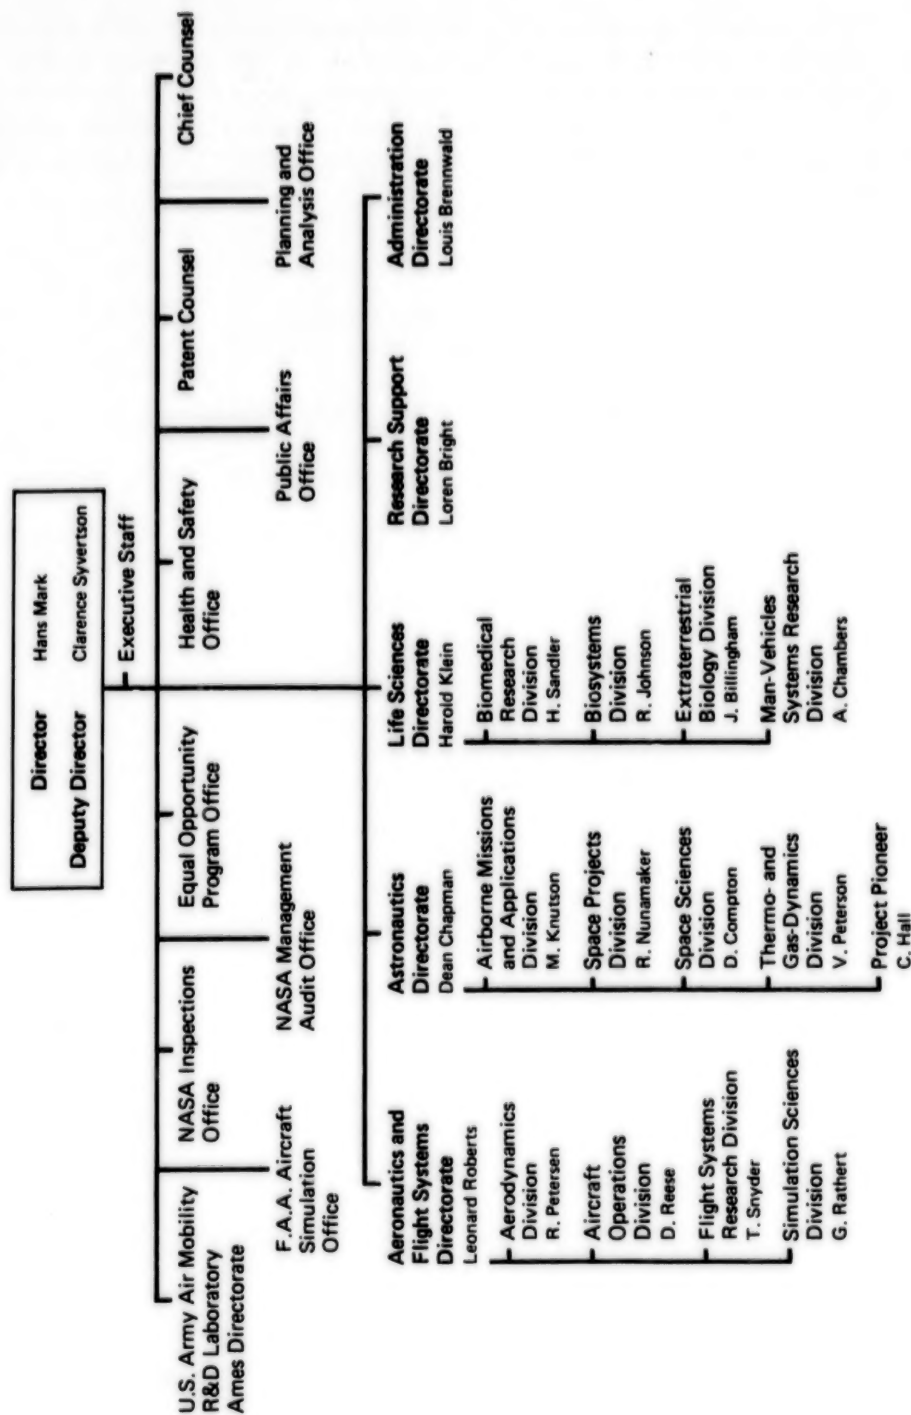 Director Hans Mark
Deputy Director Clarence Syvertson
Executive Staff
U.S. Army Air Mobility
R&D Laboratory
Ames Directorate
NASA Inspections
Office
Equal Opportunity
Program Office
Health and Safety
Office
Patent Counsel
Chief Counsel
F.A.A. Aircraft
Simulation
Office
NASA Management
Audit Office
Public Affairs
Office
Planning and
Analysis Office
Aeronautics and
Flight Systems
Directorate
Leonard Roberts
Aerodynamics
Division
R. Petersen
Aircraft
Operations
Division
D. Reese
Flight Systems
Research Division
T. Snyder
Simulation Sciences
Division
G. Rathert
Astronautics
Directorate
Dean Chapman
Airborne Missions
and Applications
Division
M. Knutson
Space Projects
Division
R. Nunamaker
Space Sciences
Division
D. Compton
Thermo- and
Gas-Dynamics
Division
V. Peterson
Project Pioneer
C. Hall
Life Sciences
Directorate
Harold Klein
Biomedical
Research
Division
H. Sandler
Biosystems
Division
R. Johnson
Extraterrestrial
Biology Division
J. Billingham
Man-Vehicles
Systems Research
Division
A. Chambers
Research Support
Directorate
Loren Bright
Administration
Directorate
Louis Brennwald